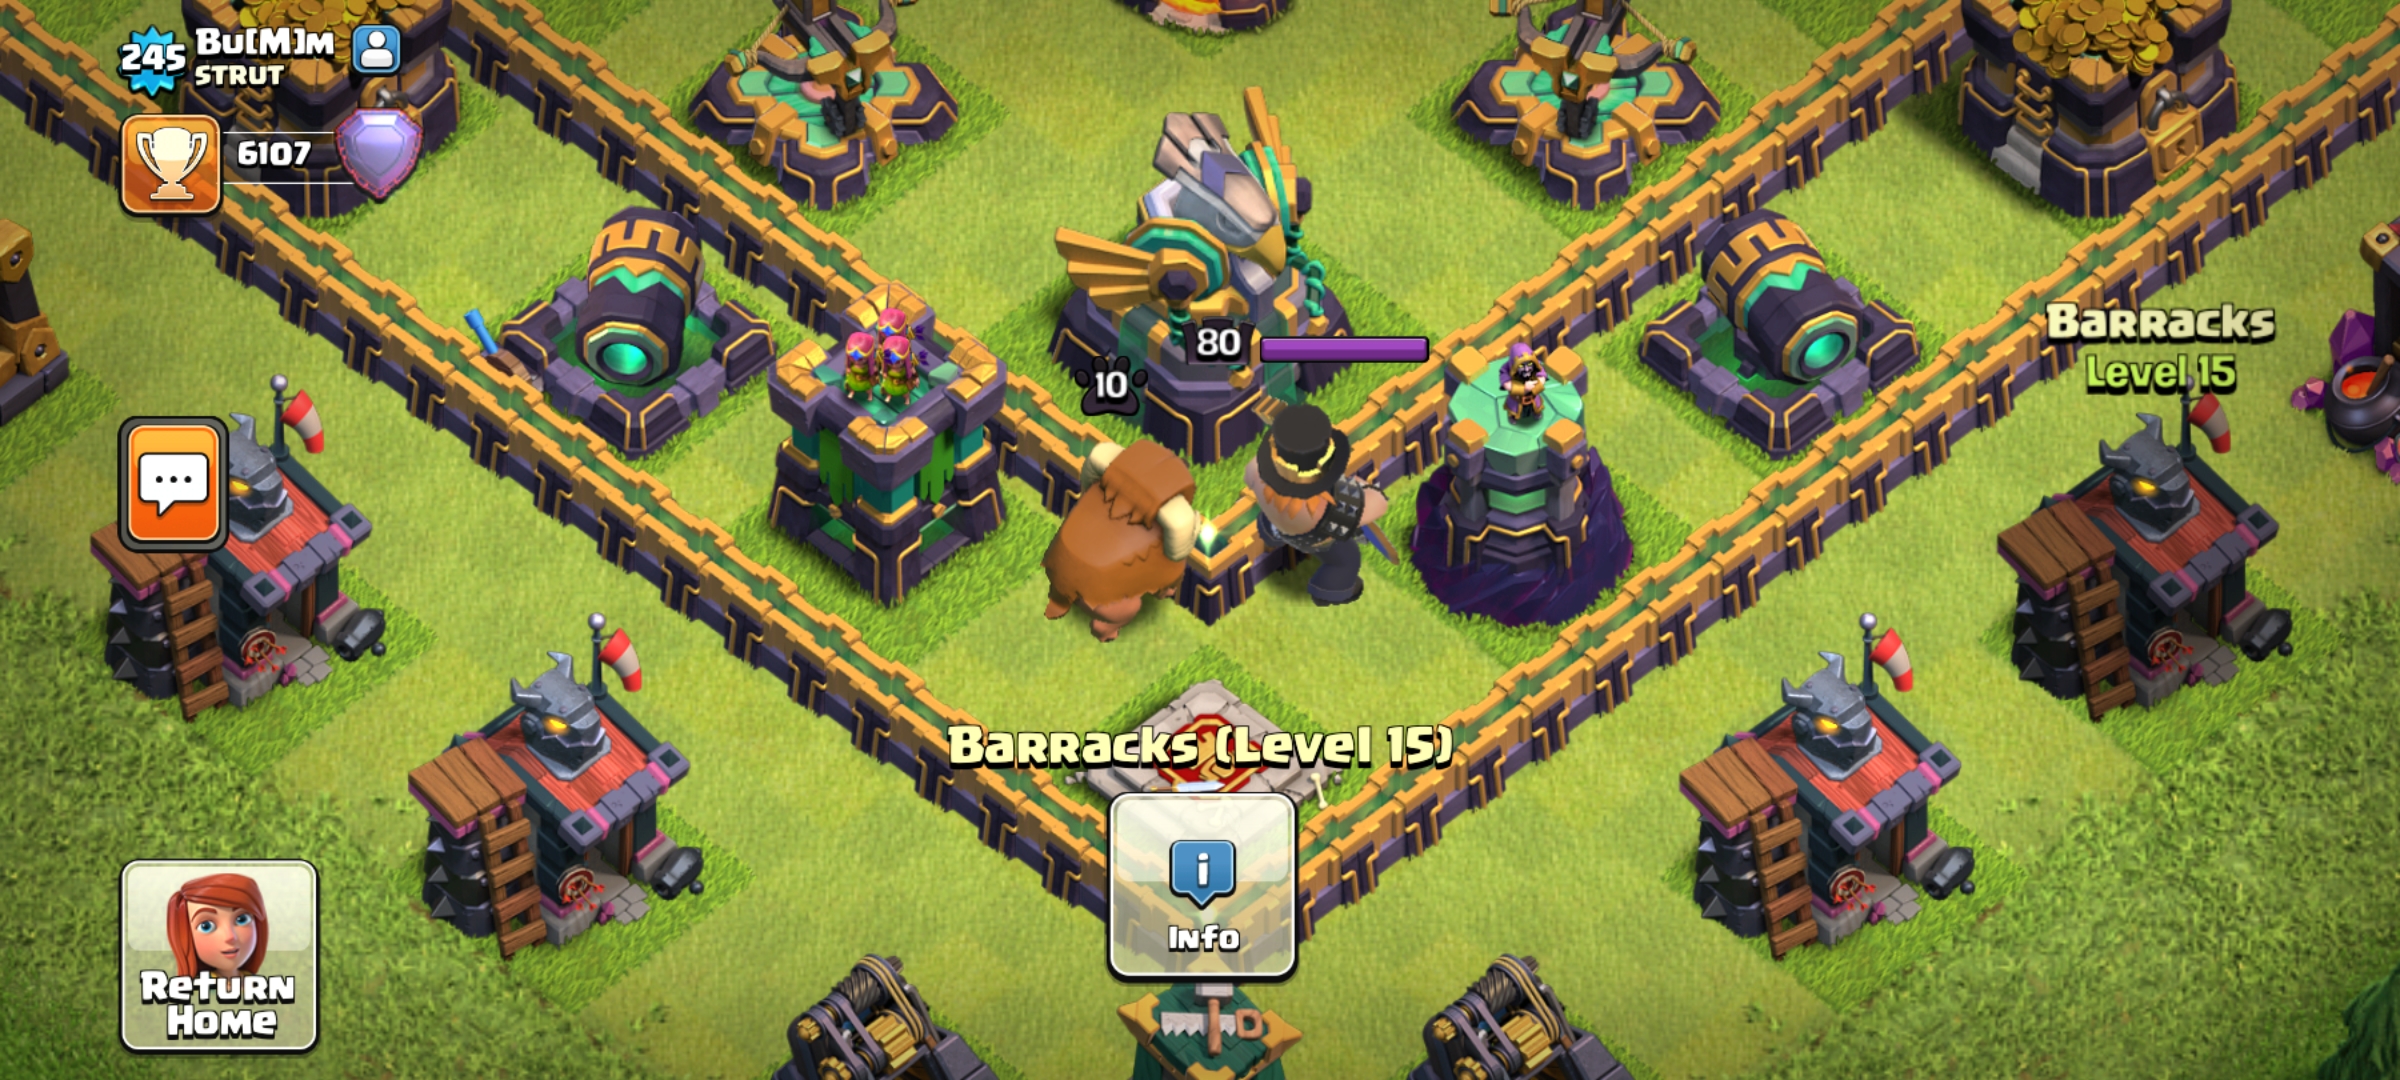 245
Bu[M]m
STRUT
6107
80
10
Barracks
Level 15
Barracks (Level 15)
Info
Return
Home